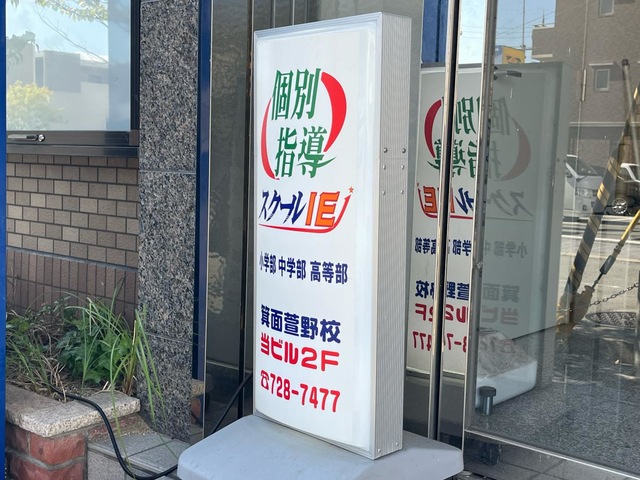 個別
指導
スクールIE
小学部 中学部 高等部
箕面萱野校
当ビル2F
☎728-7477